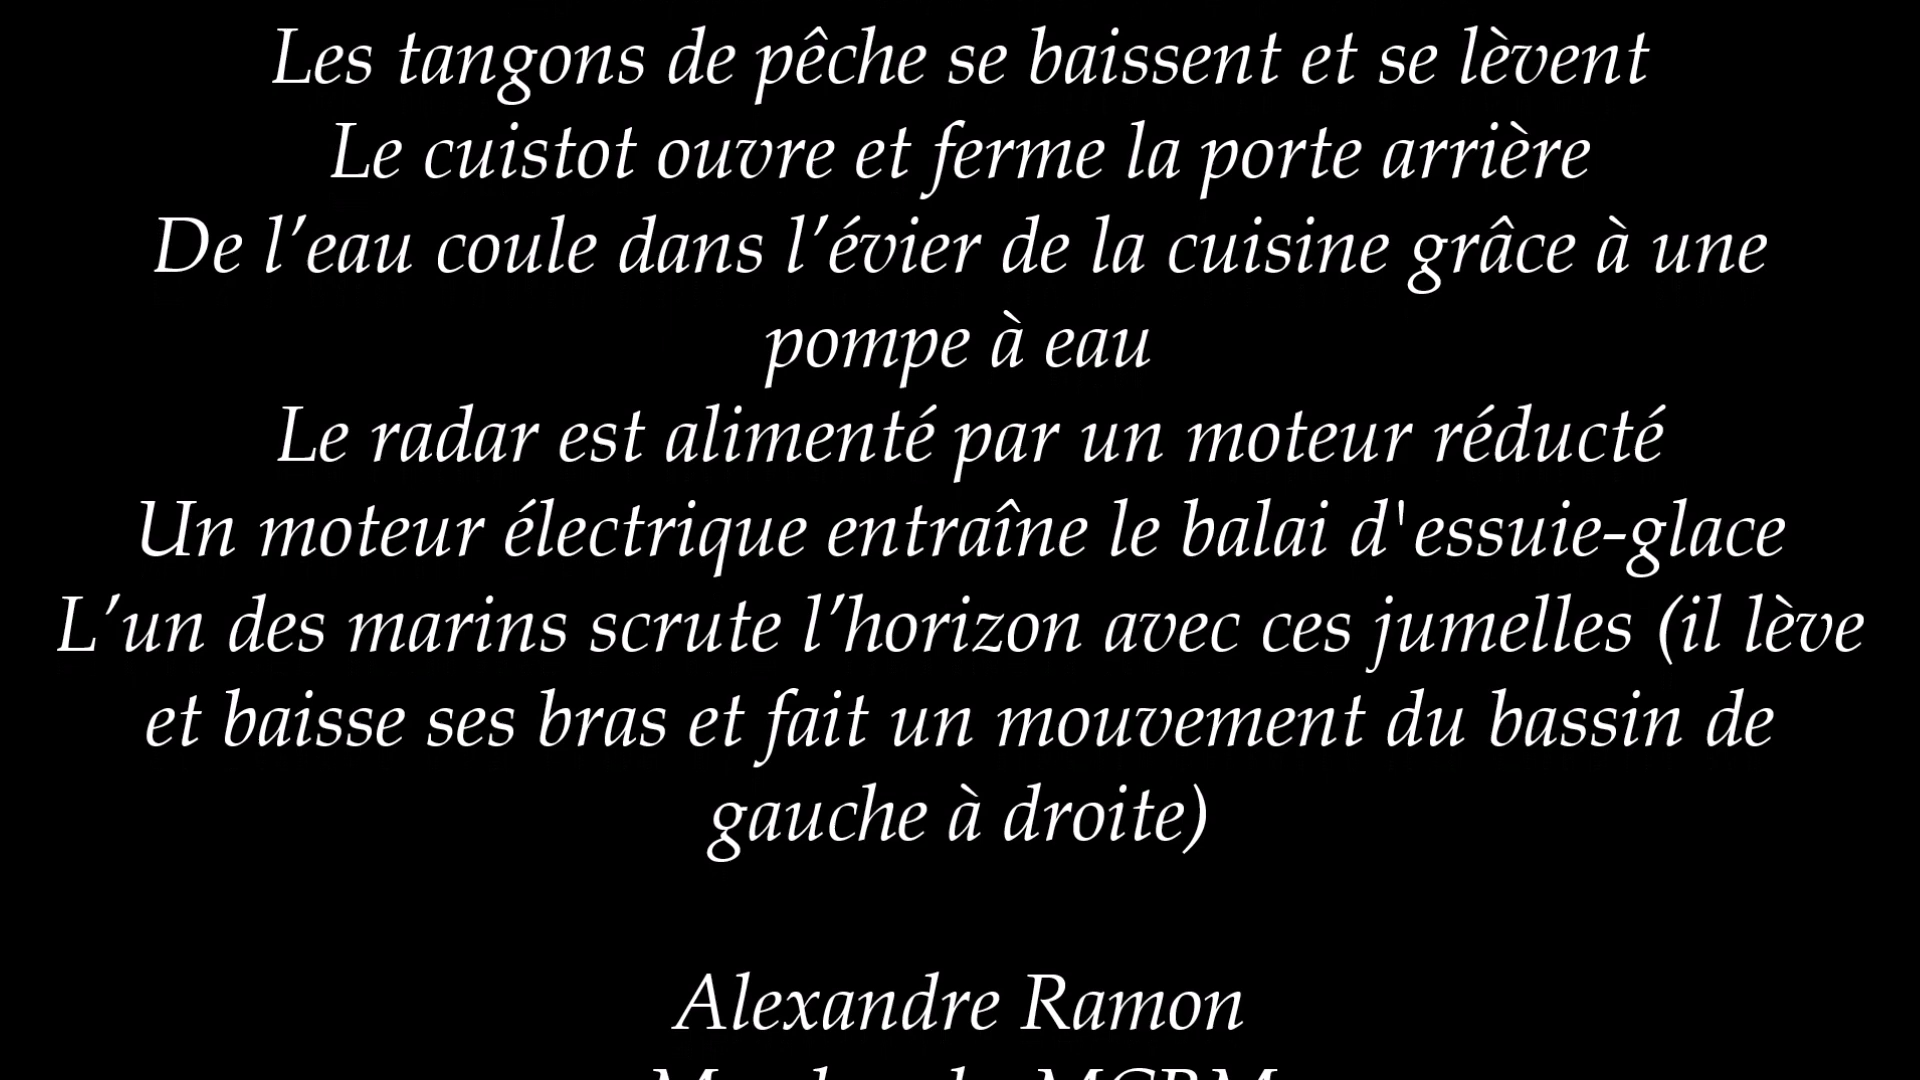 Les tangons de pêche se baissent et se lèvent
Le cuistot ouvre et ferme la porte arrière
De l’eau coule dans l’évier de la cuisine grâce à une
pompe à eau
Le radar est alimenté par un moteur réducté
Un moteur électrique entraîne le balai d'essuie-glace
L’un des marins scrute l’horizon avec ces jumelles (il lève
et baisse ses bras et fait un mouvement du bassin de
gauche à droite)
Alexandre Ramon